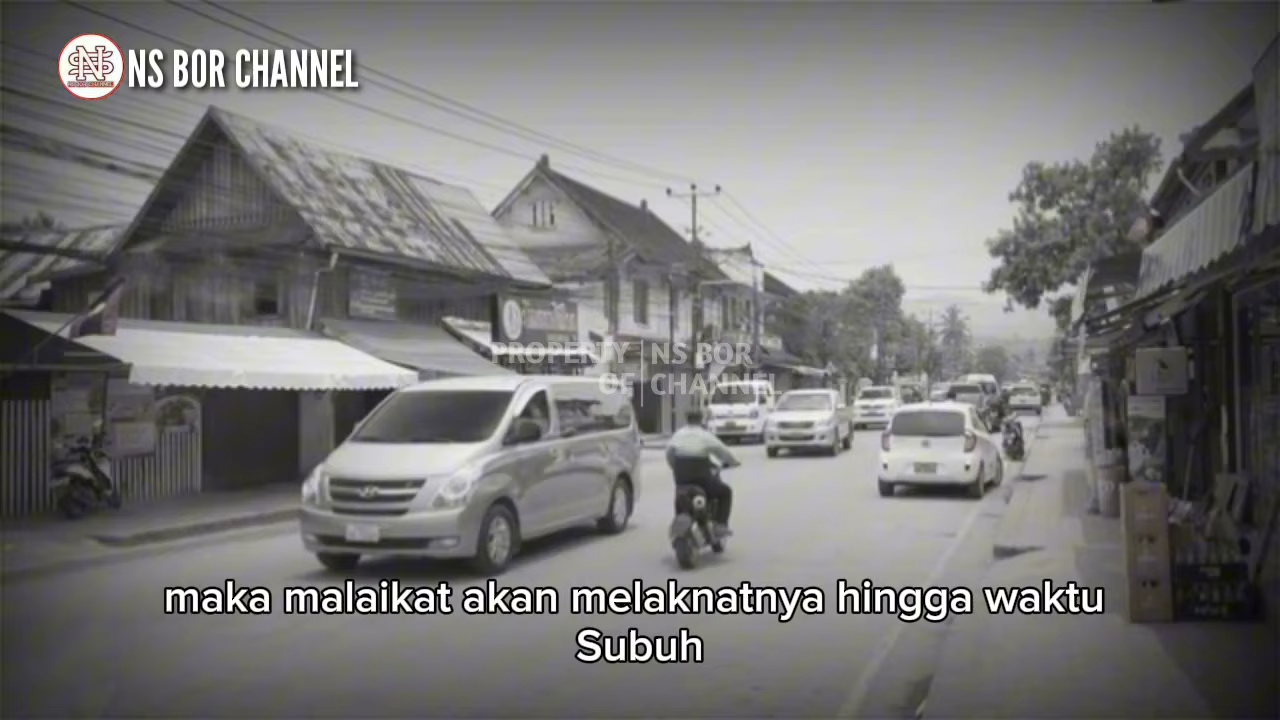 NS BOR CHANNEL
PROPERTY NS BOR
OF CHANNEL
maka malaikat akan melaknatnya hingga waktu
Subuh